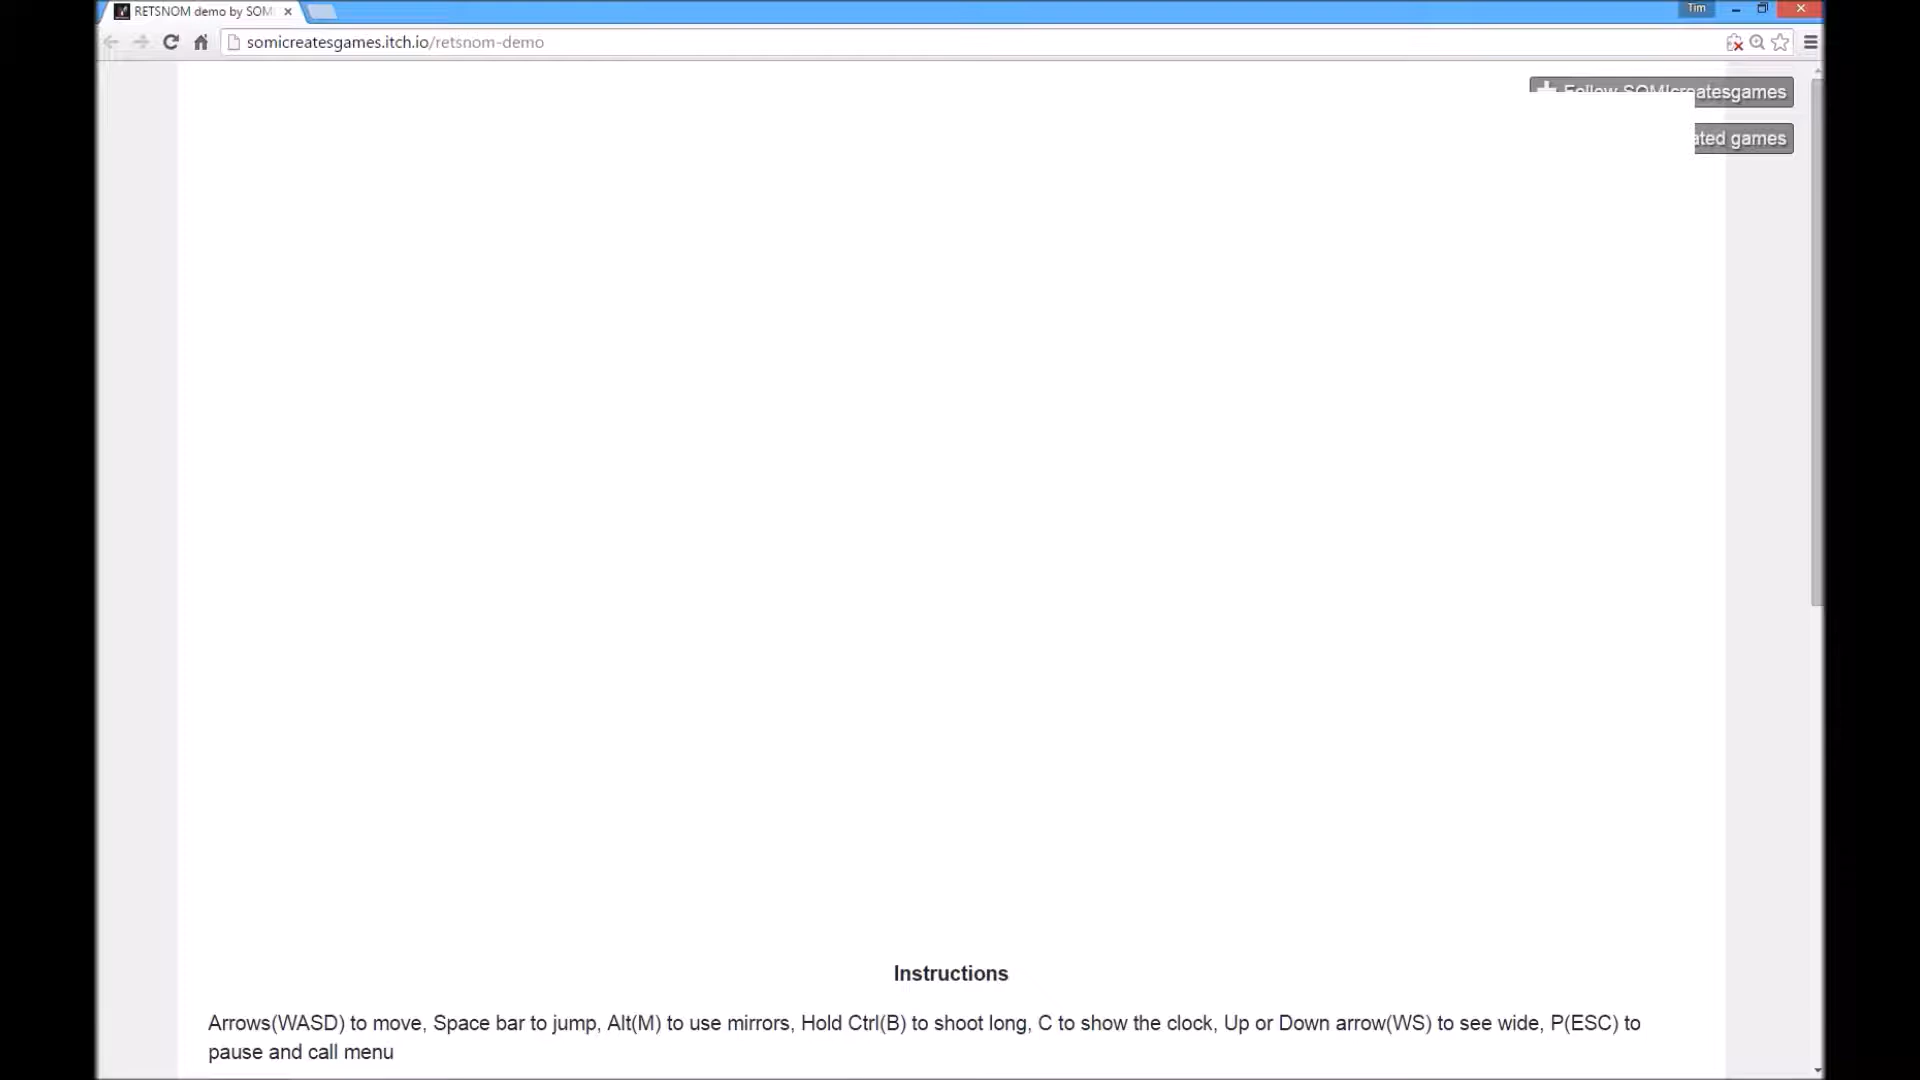 RETSNOM demo by SOM
Tim
somicreatesgames.itch.io/retsnom-demo
Follow SOMIcreatesgames
ated games
Instructions
Arrows(WASD) to move, Space bar to jump, Alt(M) to use mirrors, Hold Ctrl(B) to shoot long, C to show the clock, Up or Down arrow(WS) to see wide, P(ESC) to
pause and call menu